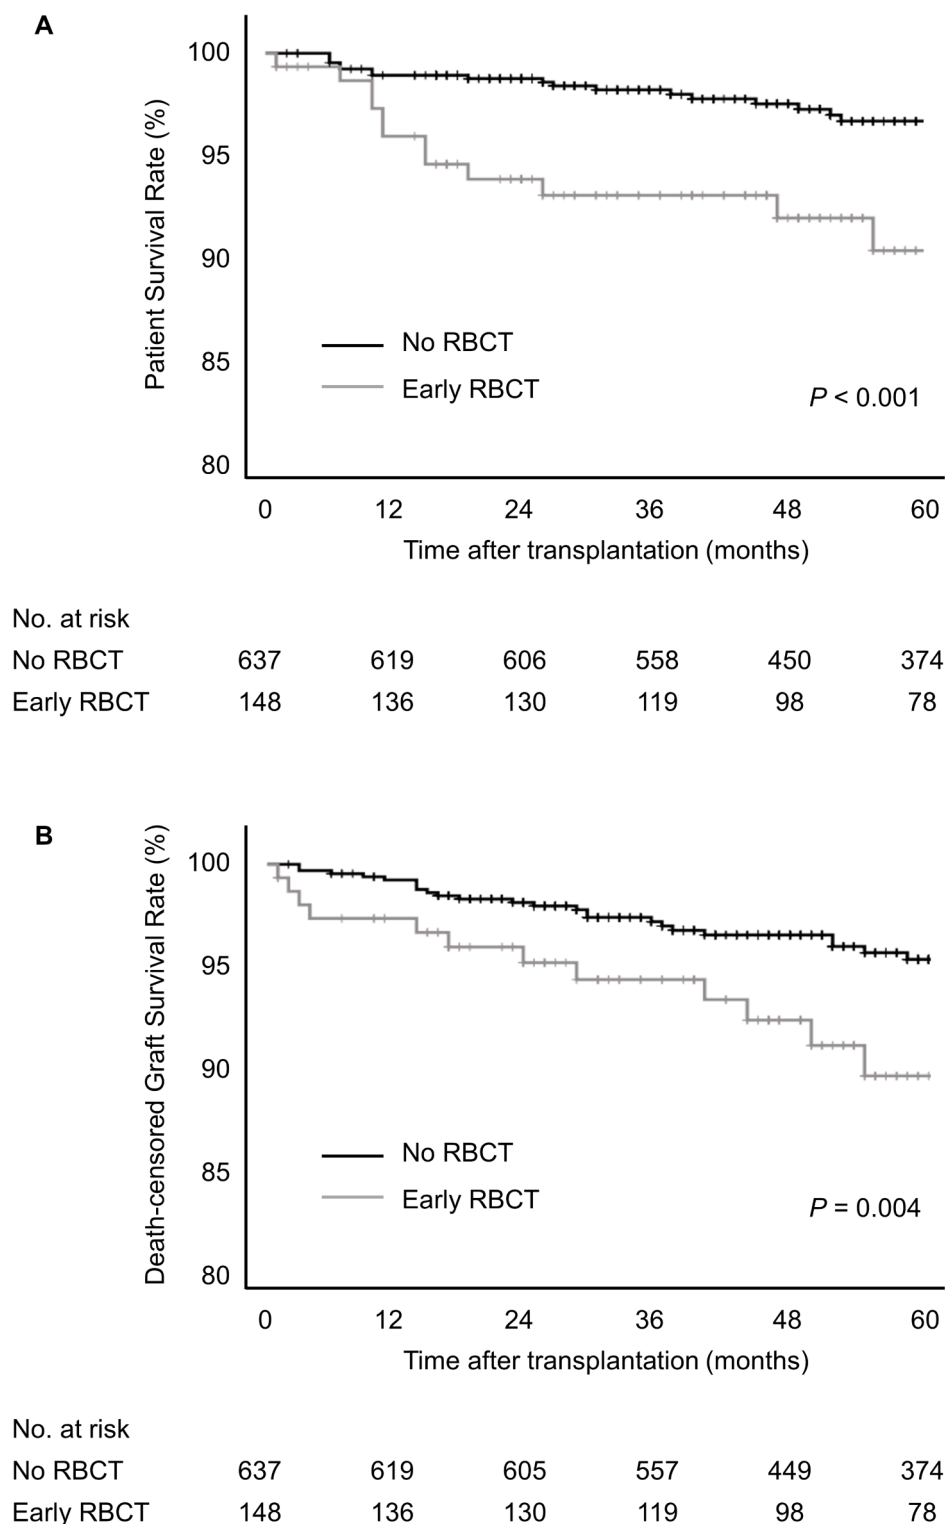 A
Patient Survival Rate (%)
100
95
90
85
80
No RBCT
Early RBCT
P < 0.001
0 12 24 36 48 60
Time after transplantation (months)
No. at risk
No RBCT 637 619 606 558 450 374
Early RBCT 148 136 130 119 98 78
B
Death-censored Graft Survival Rate (%)
100
95
90
85
80
No RBCT
Early RBCT
P = 0.004
0 12 24 36 48 60
Time after transplantation (months)
No. at risk
No RBCT 637 619 605 557 449 374
Early RBCT 148 136 130 119 98 78